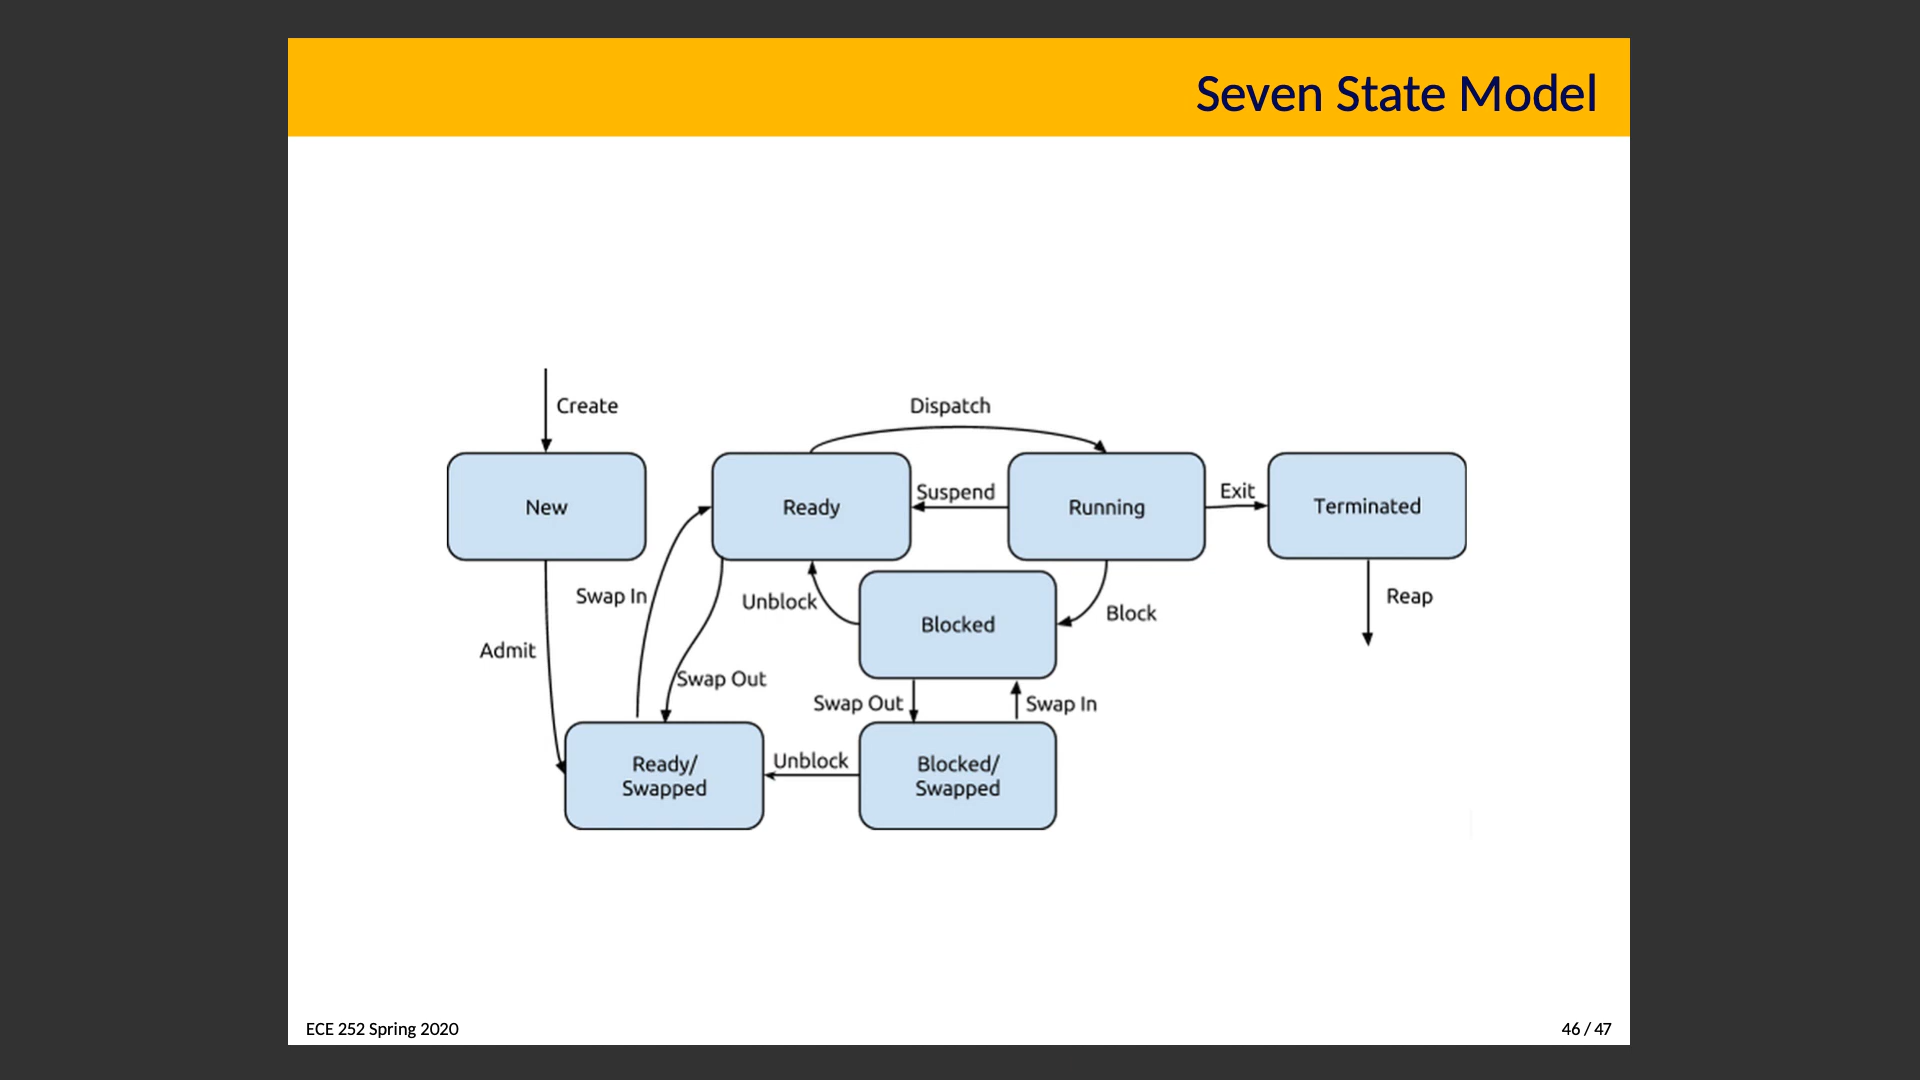 Seven State Model
Create
Dispatch
New
Ready
Suspend
Running
Exit
Terminated
Swap In
Unblock
Blocked
Block
Reap
Admit
Swap Out
Swap Out
Swap In
Ready/
Swapped
Unblock
Blocked/
Swapped
ECE 252 Spring 2020
46 / 47